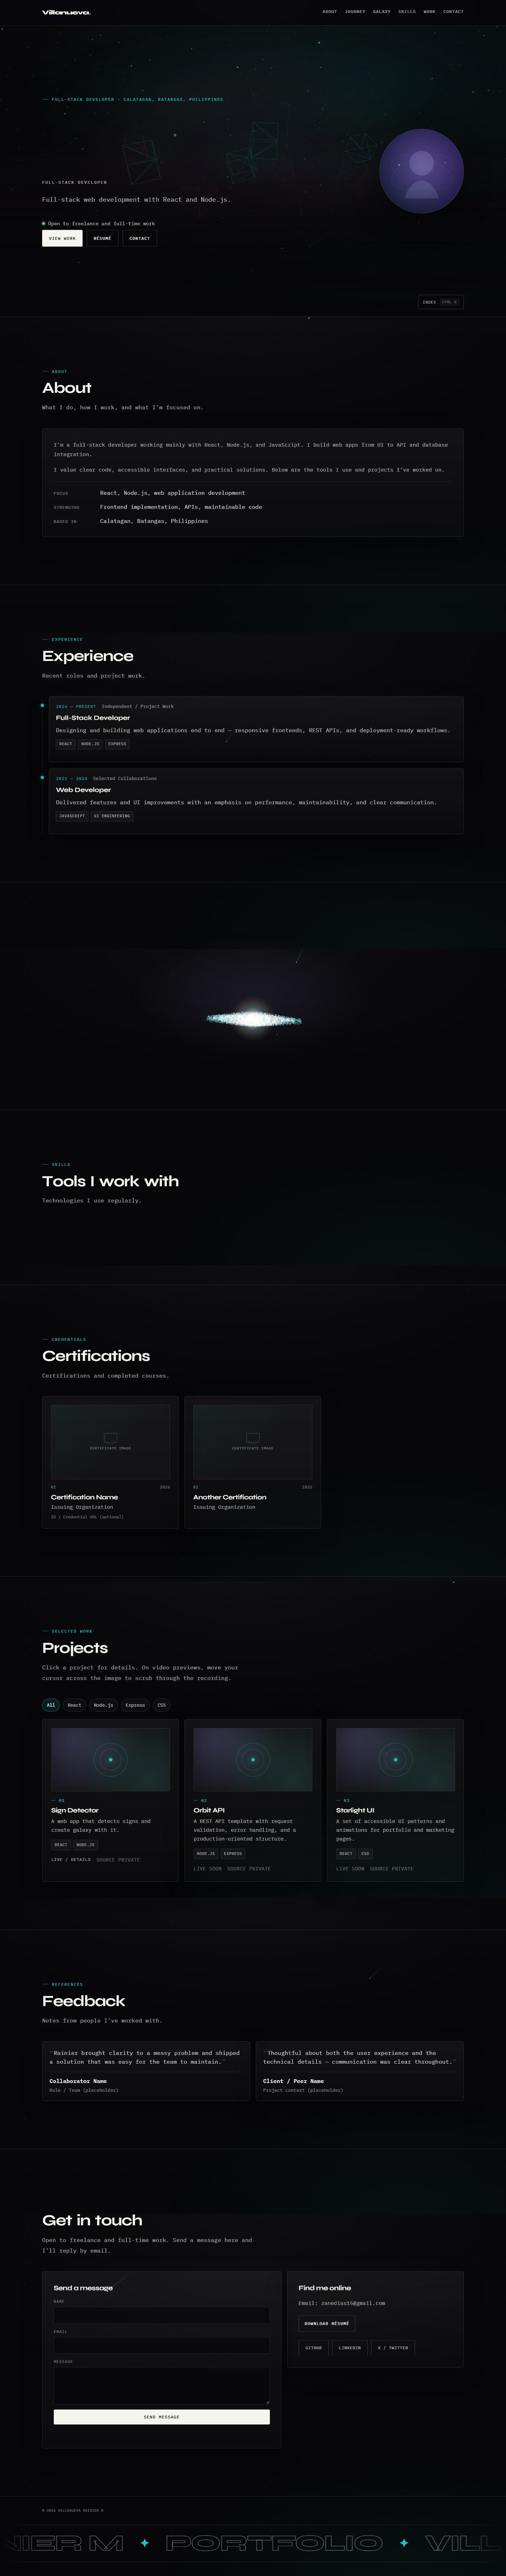 Villanueva.
ABOUT JOURNEY GALAXY SKILLS WORK CONTACT
FULL-STACK DEVELOPER · CALATAGAN, BATANGAS, PHILIPPINES
FULL-STACK DEVELOPER
Full-stack web development with React and Node.js.
Open to freelance and full-time work
VIEW WORK
RÉSUMÉ
CONTACT
INDEX CTRL K
ABOUT
About
What I do, how I work, and what I'm focused on.
I'm a full-stack developer working mainly with React, Node.js, and JavaScript. I build web apps from UI to API and database
integration.
I value clear code, accessible interfaces, and practical solutions. Below are the tools I use and projects I've worked on.
FOCUS React, Node.js, web application development
STRENGTHS Frontend implementation, APIs, maintainable code
BASED IN Calatagan, Batangas, Philippines
EXPERIENCE
Experience
Recent roles and project work.
2024 — PRESENT Independent / Project Work
Full-Stack Developer
Designing and building web applications end to end — responsive frontends, REST APIs, and deployment-ready workflows.
REACT NODE.JS EXPRESS
2023 — 2024 Selected Collaborations
Web Developer
Delivered features and UI improvements with an emphasis on performance, maintainability, and clear communication.
JAVASCRIPT UI ENGINEERING
SKILLS
Tools I work with
Technologies I use regularly.
CREDENTIALS
Certifications
Certifications and completed courses.
CERTIFICATE IMAGE
01 2026
Certification Name
Issuing Organization
ID / Credential URL (optional)
CERTIFICATE IMAGE
02 2025
Another Certification
Issuing Organization
SELECTED WORK
Projects
Click a project for details. On video previews, move your
cursor across the image to scrub through the recording.
All React Node.js Express CSS
01
Sign Detector
A web app that detects signs and
create galaxy with it.
REACT NODE.JS
LIVE / DETAILS SOURCE PRIVATE
02
Orbit API
A REST API template with request
validation, error handling, and a
production-oriented structure.
NODE.JS EXPRESS
LIVE SOON SOURCE PRIVATE
03
Starlight UI
A set of accessible UI patterns and
animations for portfolio and marketing
pages.
REACT CSS
LIVE SOON SOURCE PRIVATE
REFERENCES
Feedback
Notes from people I've worked with.
"Rainier brought clarity to a messy problem and shipped
a solution that was easy for the team to maintain."
Collaborator Name
Role / Team (placeholder)
"Thoughtful about both the user experience and the
technical details — communication was clear throughout."
Client / Peer Name
Project context (placeholder)
Get in touch
Open to freelance and full-time work. Send a message here and
I'll reply by email.
Send a message
NAME
EMAIL
MESSAGE
SEND MESSAGE
Find me online
Email: zanedias16@gmail.com
DOWNLOAD RÉSUMÉ
GITHUB
LINKEDIN
X / TWITTER
NIER M ✦ PORTFOLIO ✦ VILL